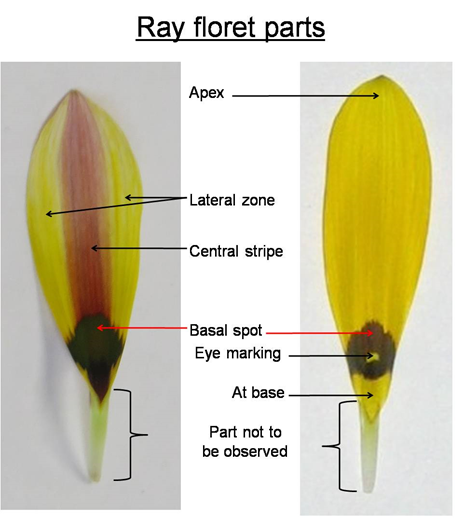 Ray floret parts
Apex
Lateral zone
Central stripe
Basal spot
Eye marking
At base
Part not to
be observed